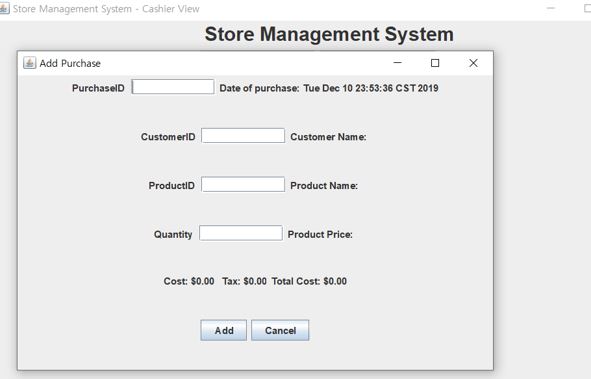 Store Management System - Cashier View
Store Management System
Add Purchase
PurchaseID Date of purchase: Tue Dec 10 23:53:36 CST 2019
CustomerID Customer Name:
ProductID Product Name:
Quantity Product Price:
Cost: $0.00 Tax: $0.00 Total Cost: $0.00
Add Cancel